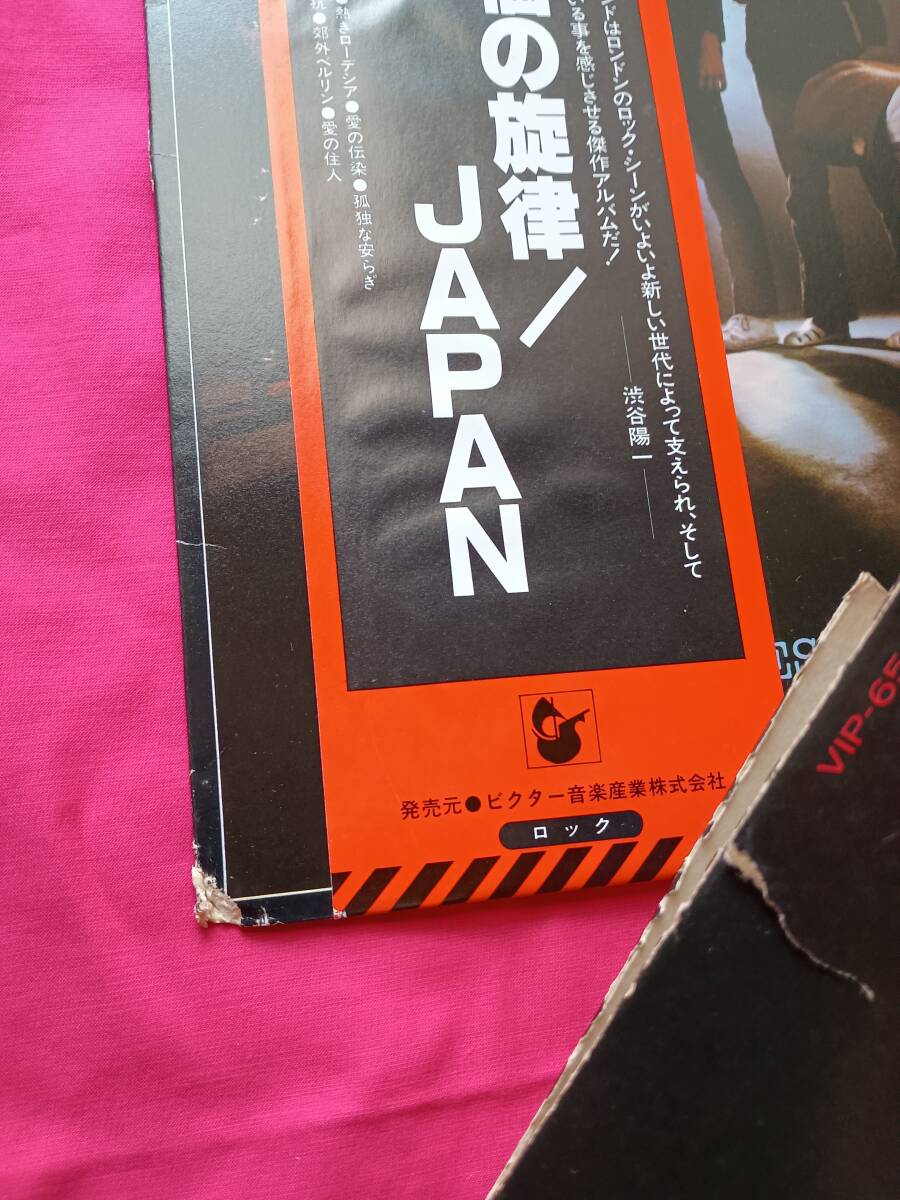 ンドはロンドンのロック・シーンがいよいよ新しい世代によって支えられ、そして
いる事を感じさせる傑作アルバムだ!
渋谷陽一
の旋律/
JAPAN
●熱きローデシア●愛の伝染●孤独な安らぎ
●郊外ベルリン●愛の住人
発売元●ビクター音楽産業株式会社
ロック
VIP-65